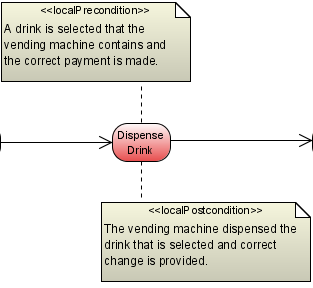 <<localPrecondition>>
A drink is selected that the
vending machine contains and
the correct payment is made.
Dispense
Drink
<<localPostcondition>>
The vending machine dispensed the
drink that is selected and correct
change is provided.